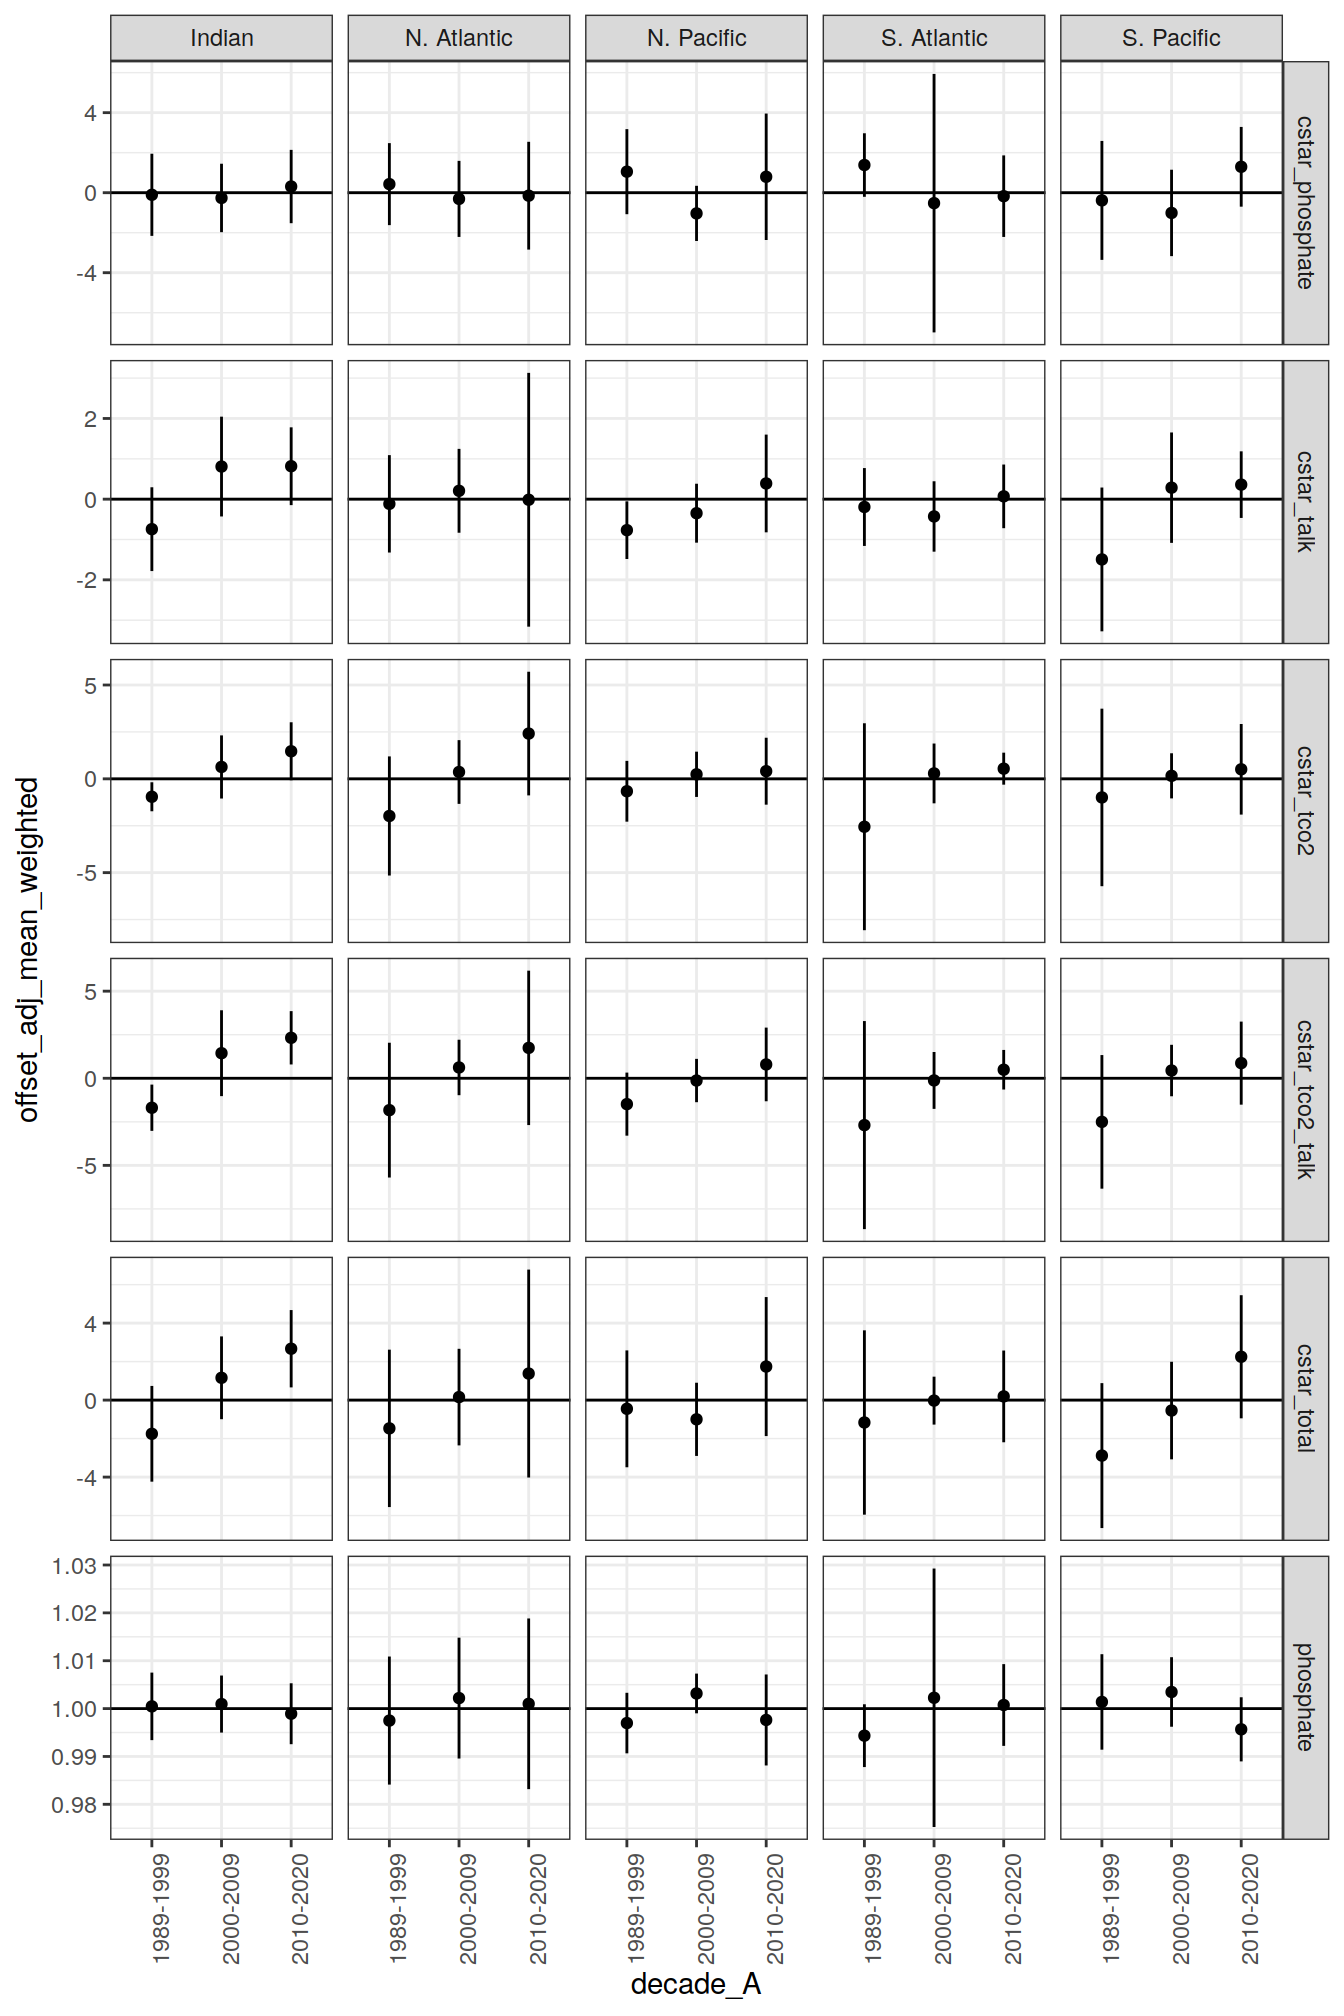 Indian
N. Atlantic
N. Pacific
S. Atlantic
S. Pacific
4
0
-4
cstar_phosphate
2
0
-2
cstar_talk
5
0
-5
cstar_tco2
5
0
-5
cstar_tco2_talk
4
0
-4
cstar_total
1.03
1.02
1.01
1.00
0.99
0.98
phosphate
offset_adj_mean_weighted
1989-1999
2000-2009
2010-2020
1989-1999
2000-2009
2010-2020
1989-1999
2000-2009
2010-2020
1989-1999
2000-2009
2010-2020
1989-1999
2000-2009
2010-2020
decade_A